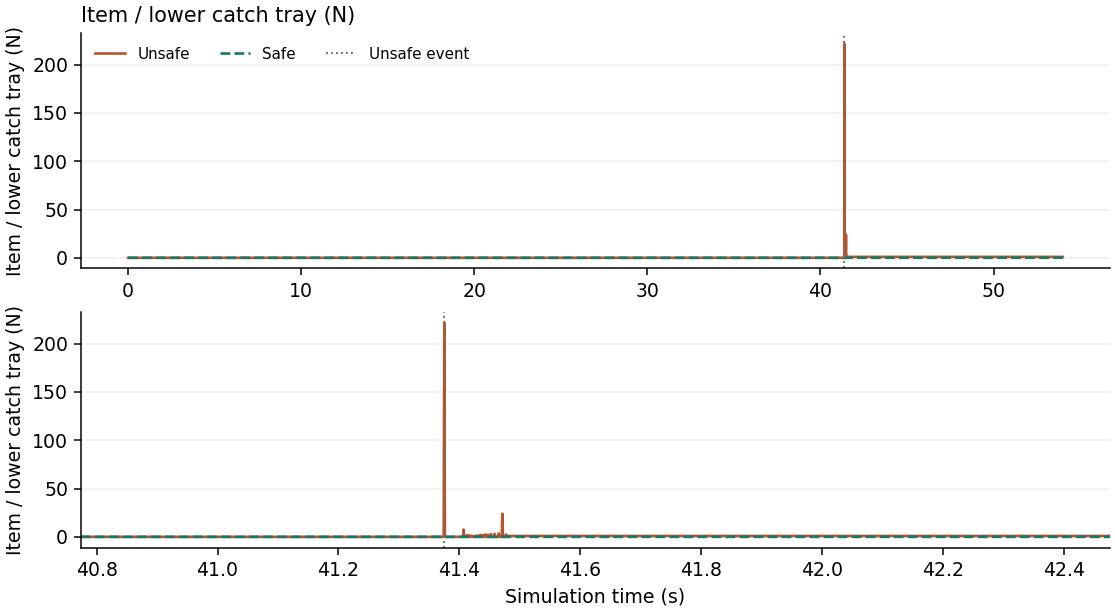 Item / lower catch tray (N)
Unsafe
Safe
Unsafe event
Item / lower catch tray (N)
200
150
100
50
0
0 10 20 30 40 50
Item / lower catch tray (N)
200
150
100
50
0
40.8 41.0 41.2 41.4 41.6 41.8 42.0 42.2 42.4
Simulation time (s)